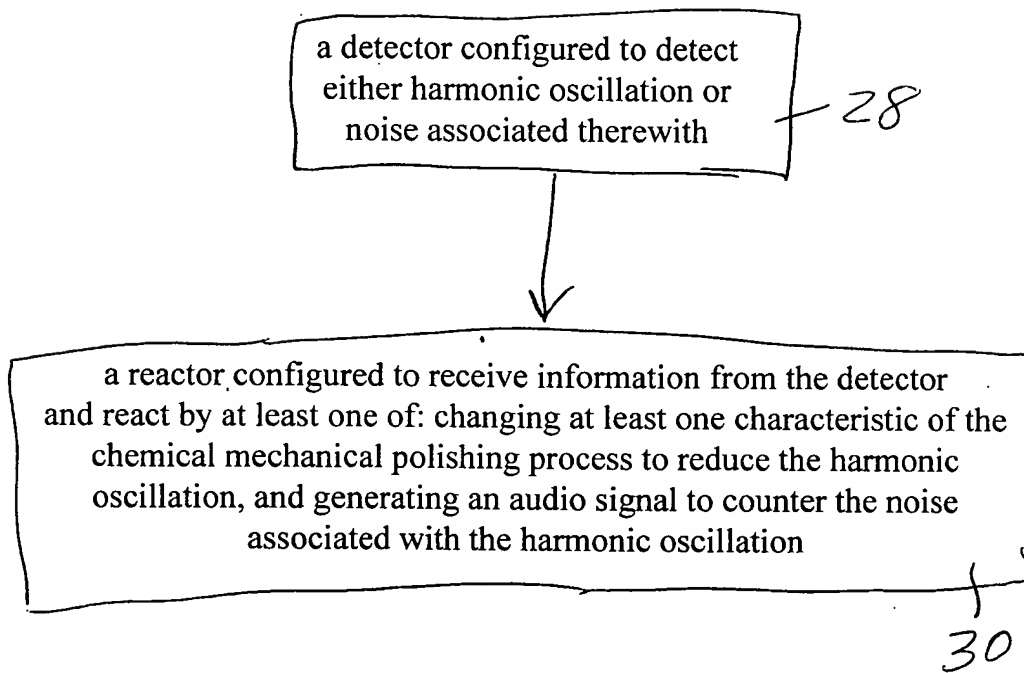 a detector configured to detect
either harmonic oscillation or
noise associated therewith
28
a reactor configured to receive information from the detector
and react by at least one of: changing at least one characteristic of the
chemical mechanical polishing process to reduce the harmonic
oscillation, and generating an audio signal to counter the noise
associated with the harmonic oscillation
30